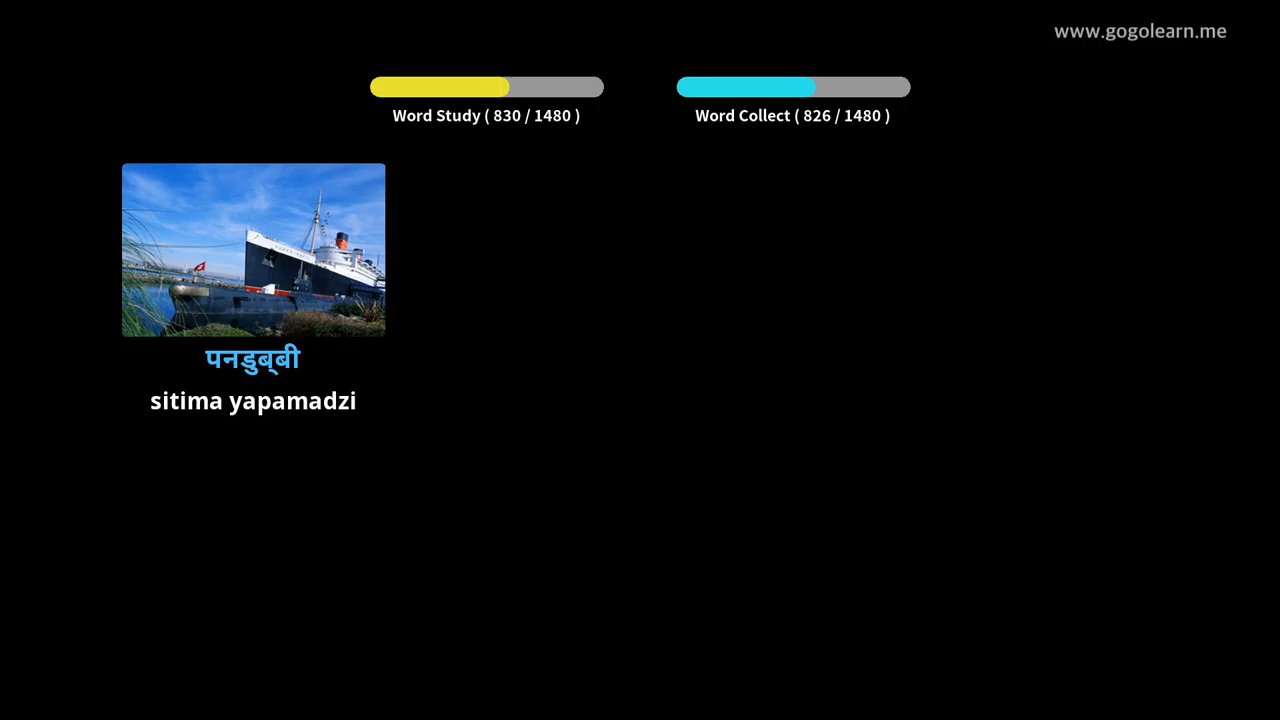 www.gogolearn.me
Word Study ( 830 / 1480 )
Word Collect ( 826 / 1480 )
पनडुब्बी
sitima yapamadzi